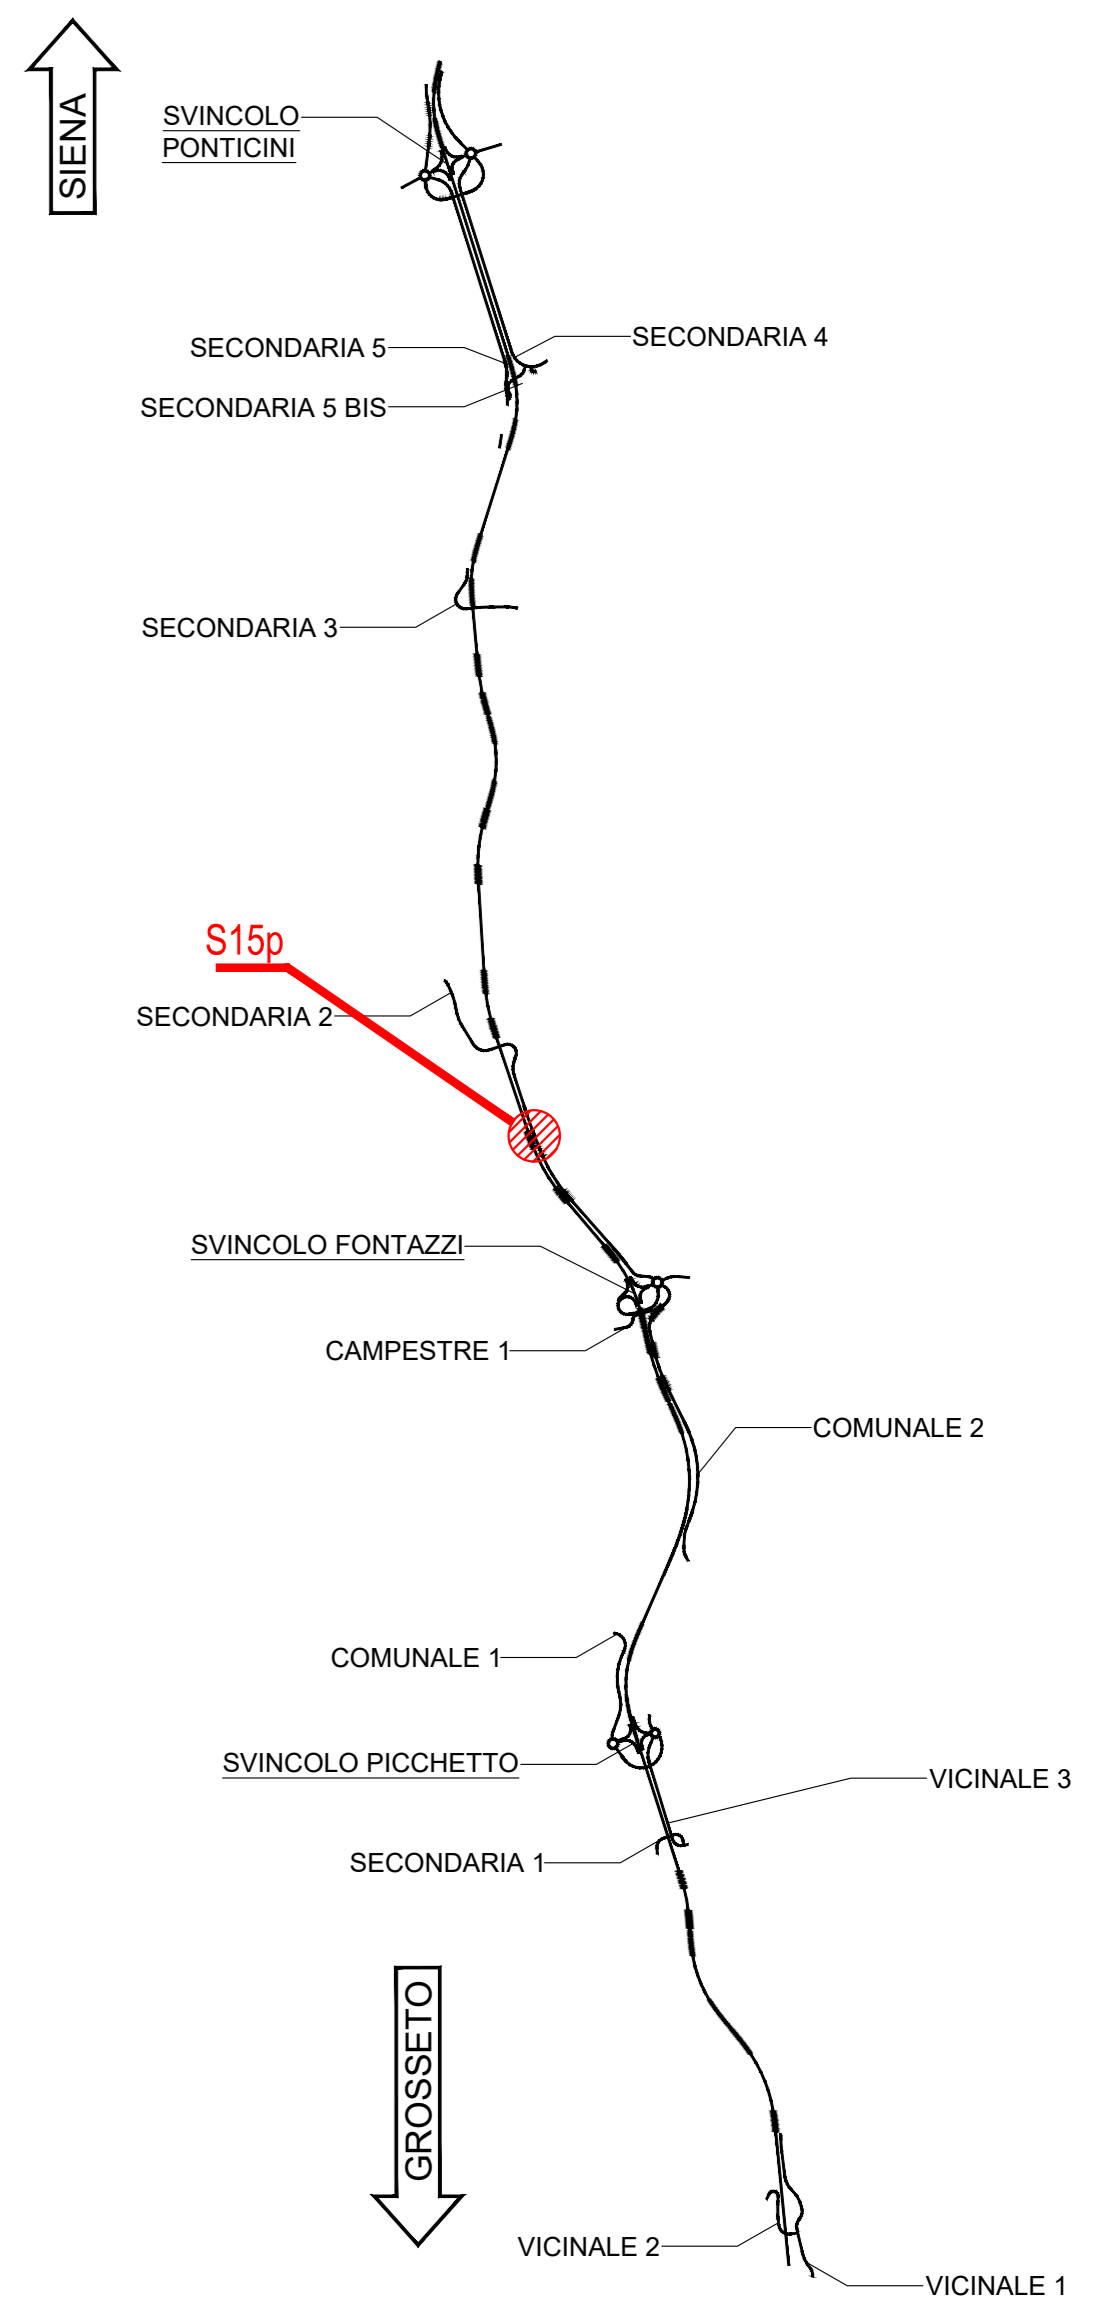 SIENA
SVINCOLO
PONTICINI
SECONDARIA 4
SECONDARIA 5
SECONDARIA 5 BIS
SECONDARIA 3
S15p
SECONDARIA 2
SVINCOLO FONTAZZI
CAMPESTRE 1
COMUNALE 2
COMUNALE 1
SVINCOLO PICCHETTO
VICINALE 3
SECONDARIA 1
GROSSETO
VICINALE 2
VICINALE 1